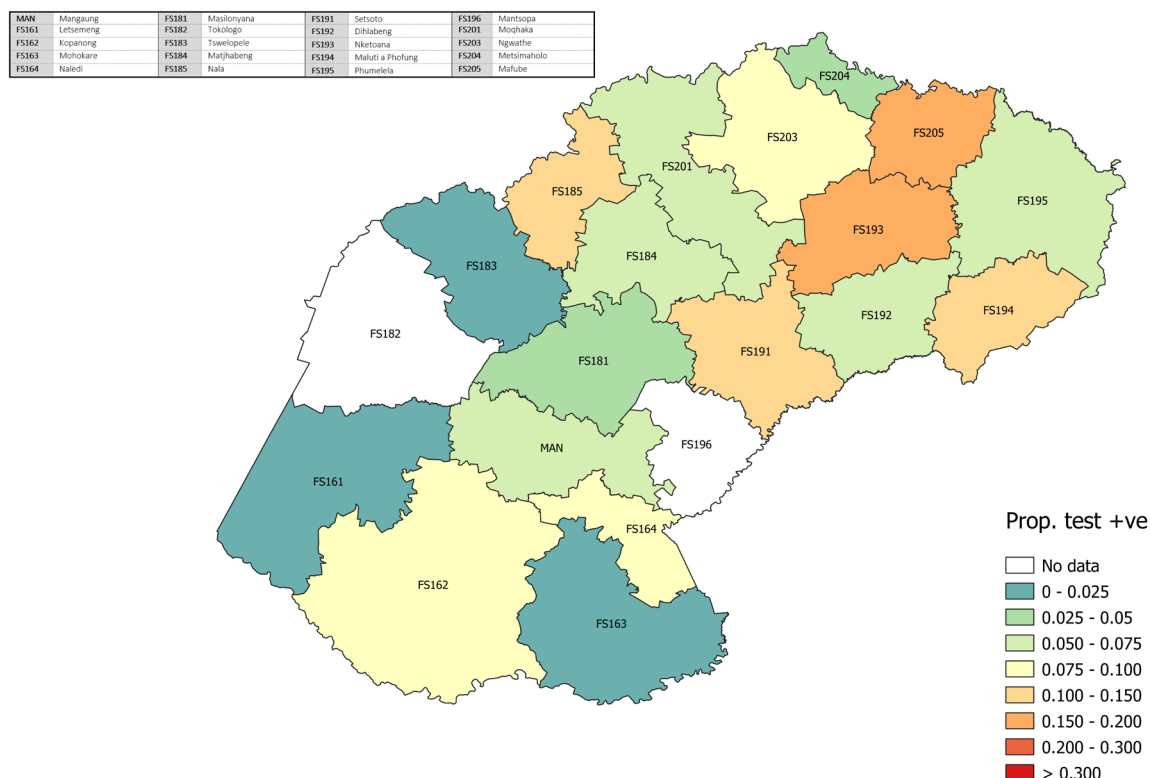 MAN Mangaung FS181 Masilonyana FS191 Setsoto FS196 Mantsopa
FS161 Letsemeng FS182 Tokologo FS192 Dihlabeng FS201 Moqhaka
FS162 Kopanong FS183 Tswelopele FS193 Nketoana FS203 Ngwathe
FS163 Mohokare FS184 Matjhabeng FS194 Maluti a Phofung FS204 Metsimaholo
FS164 Naledi FS185 Nala FS195 Phumelela FS205 Mafube
FS204
FS205
FS203
FS201
FS185
FS195
FS193
FS184
FS183
FS194
FS192
FS182
FS191
FS181
FS196
MAN
FS161
FS164
FS162
FS163
Prop. test +ve
No data
0 - 0.025
0.025 - 0.05
0.050 - 0.075
0.075 - 0.100
0.100 - 0.150
0.150 - 0.200
0.200 - 0.300
> 0.300